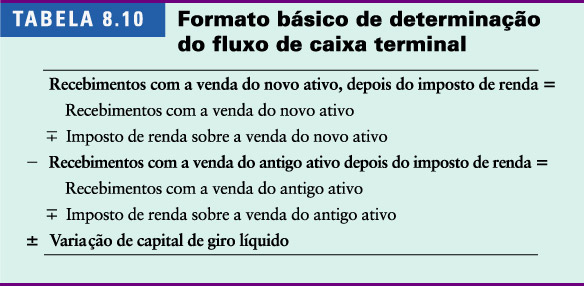 TABELA 8.10
Formato básico de determinação
do fluxo de caixa terminal
Recebimentos com a venda do novo ativo, depois do imposto de renda =
Recebimentos com a venda do novo ativo
∓ Imposto de renda sobre a venda do novo ativo
− Recebimentos com a venda do antigo ativo depois do imposto de renda =
Recebimentos com a venda do antigo ativo
∓ Imposto de renda sobre a venda do antigo ativo
± Variação de capital de giro líquido